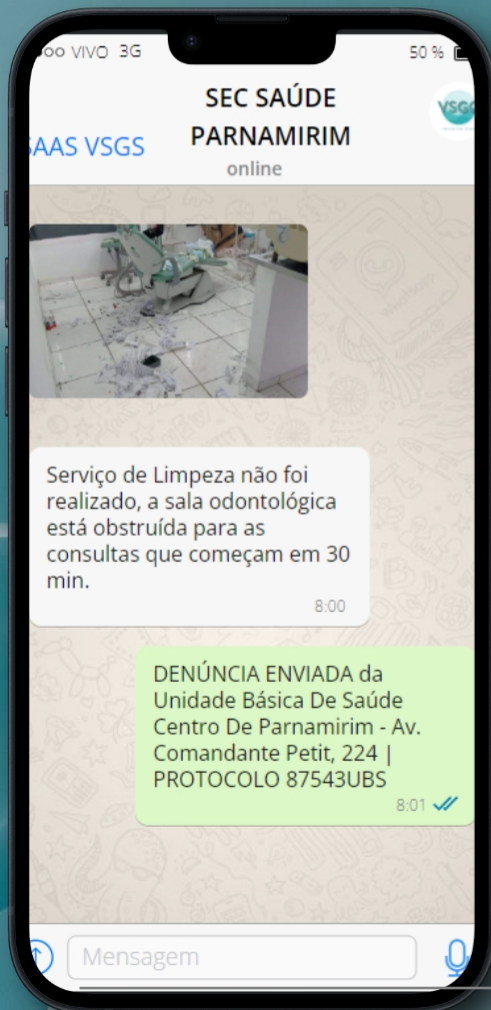 VIVO 3G
50 %
SEC SAÚDE
PARNAMIRIM
online
SAAS VSGS
Serviço de Limpeza não foi
realizado, a sala odontológica
está obstruída para as
consultas que começam em 30
min.
8:00
DENÚNCIA ENVIADA da
Unidade Básica De Saúde
Centro De Parnamirim - Av.
Comandante Petit, 224 |
PROTOCOLO 87543UBS
8:01
Mensagem